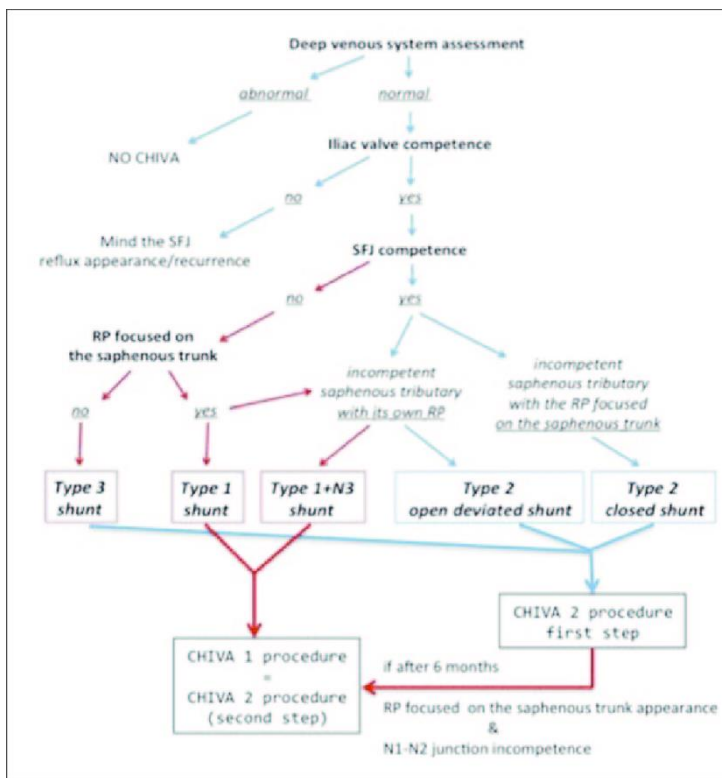 Deep venous system assessment
abnormal
normal
NO CHIVA
Iliac valve competence
no
yes
Mind the SFJ
reflux appearance/recurrence
SFJ competence
no
yes
RP focused on
the saphenous trunk
incompetent
saphenous tributary
with its own RP
incompetent
saphenous tributary
with the RP focused
on the saphenous trunk
no
yes
Type 3
shunt
Type 1
shunt
Type 1+N3
shunt
Type 2
open deviated shunt
Type 2
closed shunt
CHIVA 2 procedure
first step
CHIVA 1 procedure
=
CHIVA 2 procedure
(second step)
if after 6 months
RP focused on the saphenous trunk appearance
&
N1-N2 junction incompetence